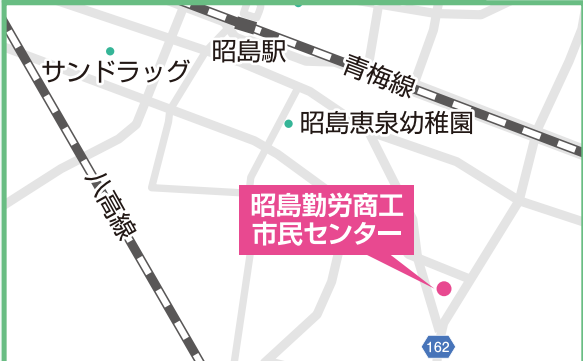 昭島駅
サンドラッグ
青梅線
昭島恵泉幼稚園
八高線
昭島勤労商工
市民センター
162